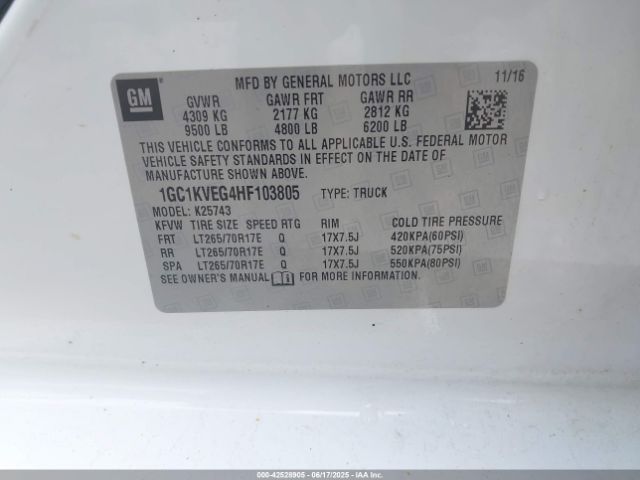 GM
MFD BY GENERAL MOTORS LLC 11/16
GVWR GAWR FRT GAWR RR
4309 KG 2177 KG 2812 KG
9500 LB 4800 LB 6200 LB
THIS VEHICLE CONFORMS TO ALL APPLICABLE U.S. FEDERAL MOTOR
VEHICLE SAFETY STANDARDS IN EFFECT ON THE DATE OF
MANUFACTURE SHOWN ABOVE.
1GC1KVEG4HF103805 TYPE: TRUCK
MODEL: K25743
KFVW TIRE SIZE SPEED RTG RIM COLD TIRE PRESSURE
FRT LT265/70R17E Q 17X7.5J 420KPA(60PSI)
RR LT265/70R17E Q 17X7.5J 520KPA(75PSI)
SPA LT265/70R17E Q 17X7.5J 550KPA(80PSI)
SEE OWNER'S MANUAL FOR MORE INFORMATION.
000-42528905 - 06/17/2025 - IAAI.COM